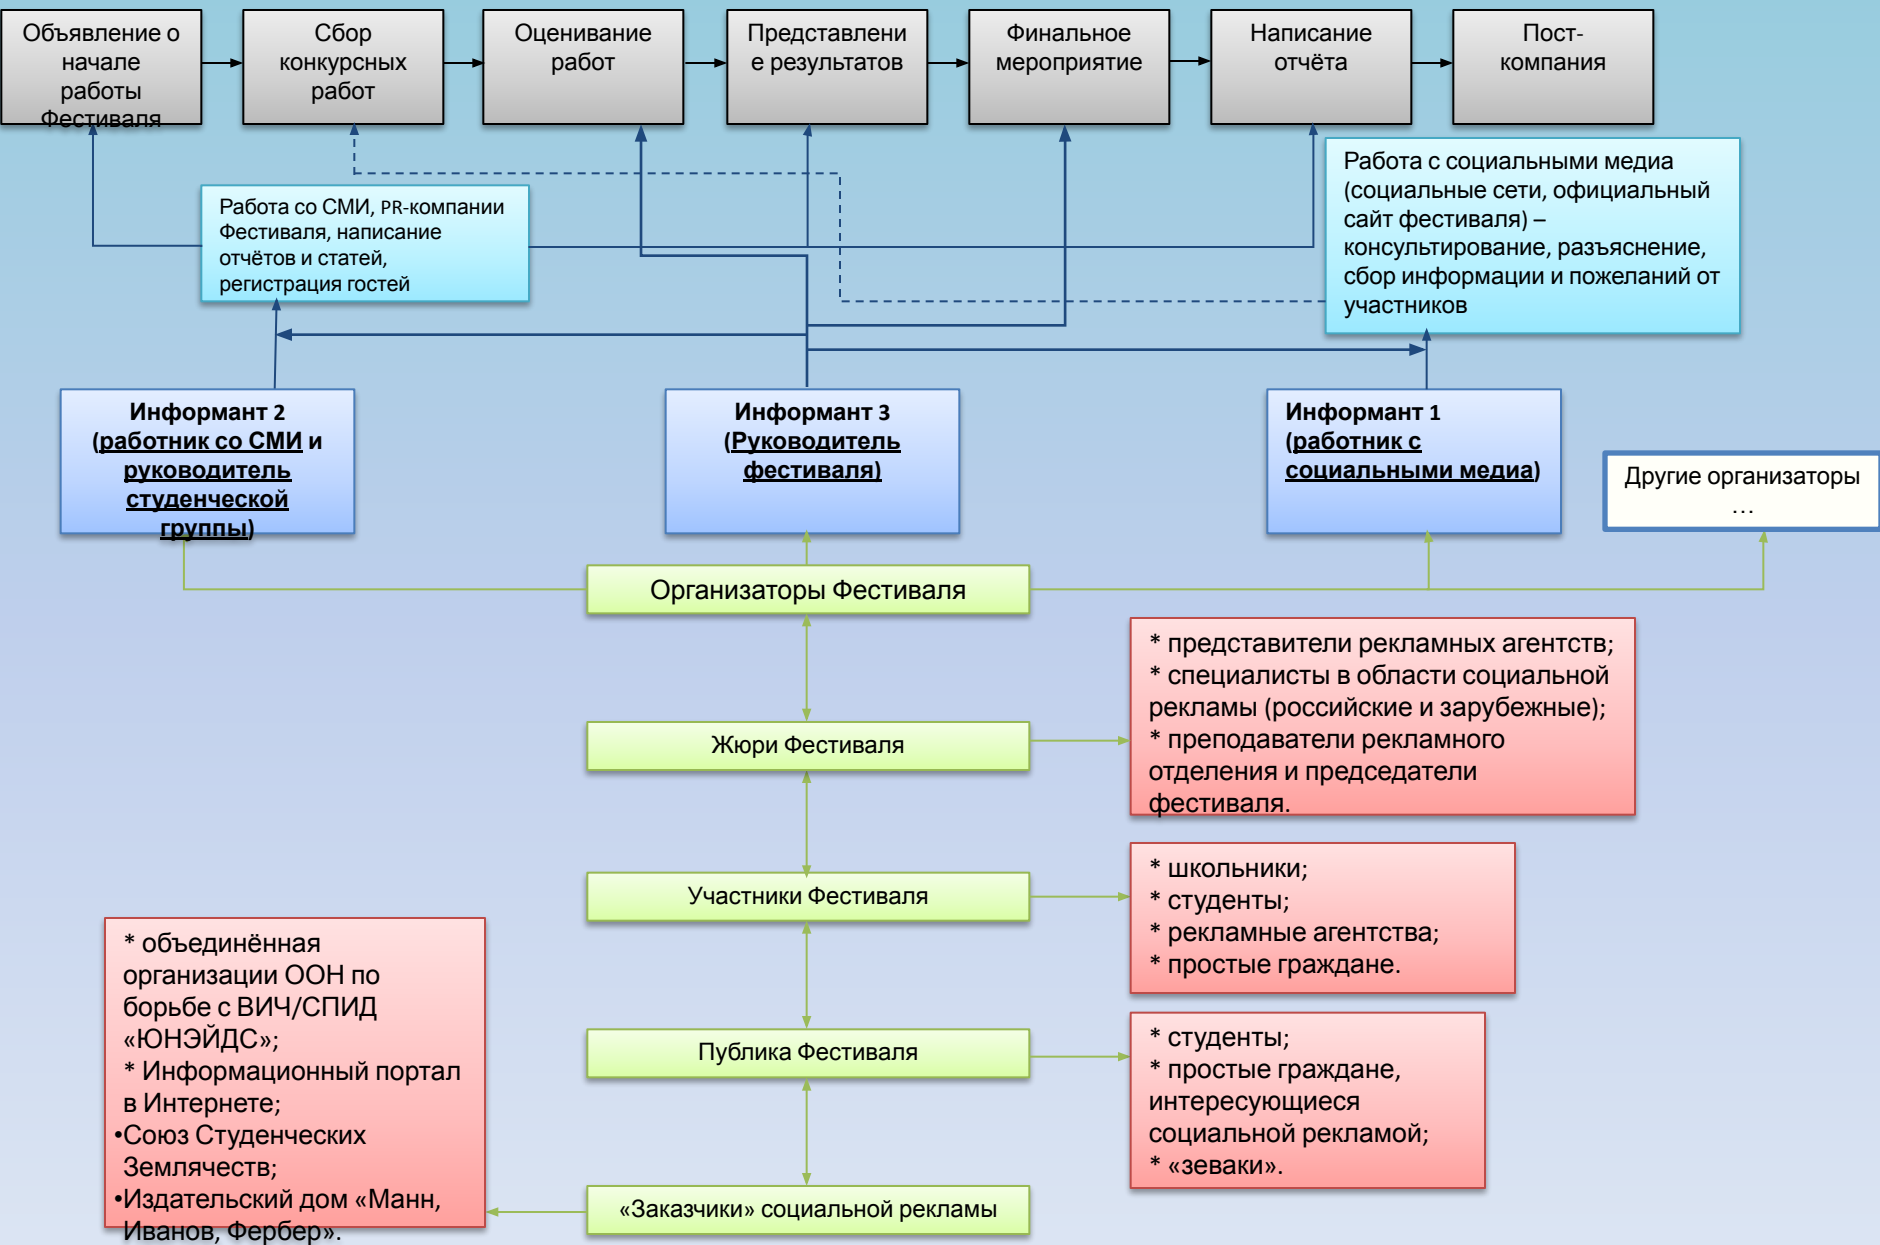 Объявление о
начале
работы
Фестиваля
Сбор
конкурсных
работ
Оценивание
работ
Представлени
е результатов
Финальное
мероприятие
Написание
отчёта
Пост-
компания
Работа со СМИ, PR-компании
Фестиваля, написание
отчётов и статей,
регистрация гостей
Работа с социальными медиа
(социальные сети, официальный
сайт фестиваля) –
консультирование, разъяснение,
сбор информации и пожеланий от
участников
Информант 2
(работник со СМИ и
руководитель
студенческой
группы)
Информант 3
(Руководитель
фестиваля)
Информант 1
(работник с
социальными медиа)
Другие организаторы
…
Организаторы Фестиваля
* представители рекламных агентств;
* специалисты в области социальной
рекламы (российские и зарубежные);
* преподаватели рекламного
отделения и председатели
фестиваля.
Жюри Фестиваля
* школьники;
* студенты;
* рекламные агентства;
* простые граждане.
Участники Фестиваля
* объединённая
организации ООН по
борьбе с ВИЧ/СПИД
«ЮНЭЙДС»;
* Информационный портал
в Интернете;
•Союз Студенческих
Землячеств;
•Издательский дом «Манн,
Иванов, Фербер».
Публика Фестиваля
* студенты;
* простые граждане,
интересующиеся
социальной рекламой;
* «зеваки».
«Заказчики» социальной рекламы